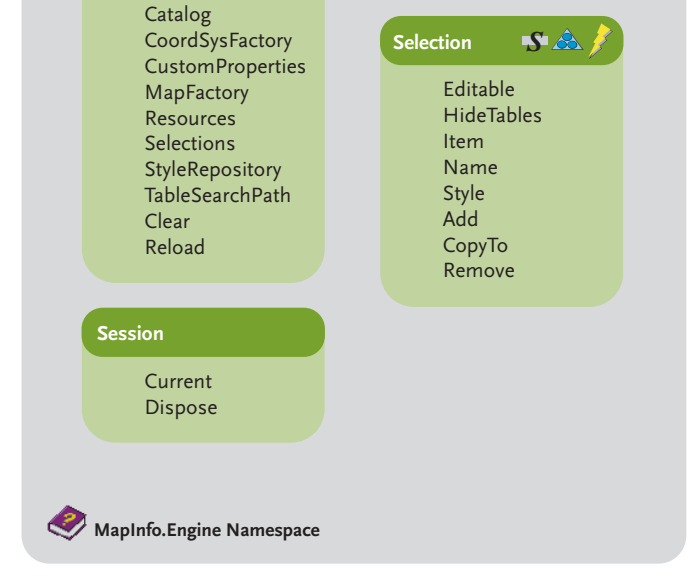 Catalog
CoordSysFactory
CustomProperties
MapFactory
Resources
Selections
StyleRepository
TableSearchPath
Clear
Reload
Selection S
Editable
HideTables
Item
Name
Style
Add
CopyTo
Remove
Session
Current
Dispose
? MapInfo.Engine Namespace